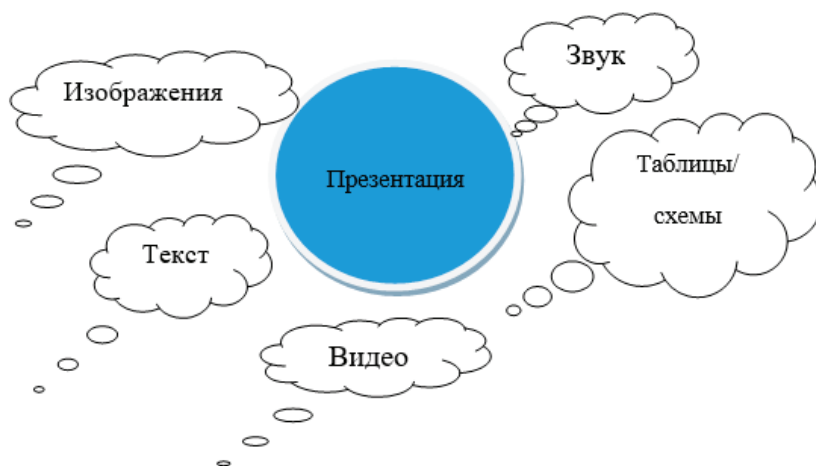 Звук
Изображения
Таблицы/
схемы
Презентация
Текст
Видео